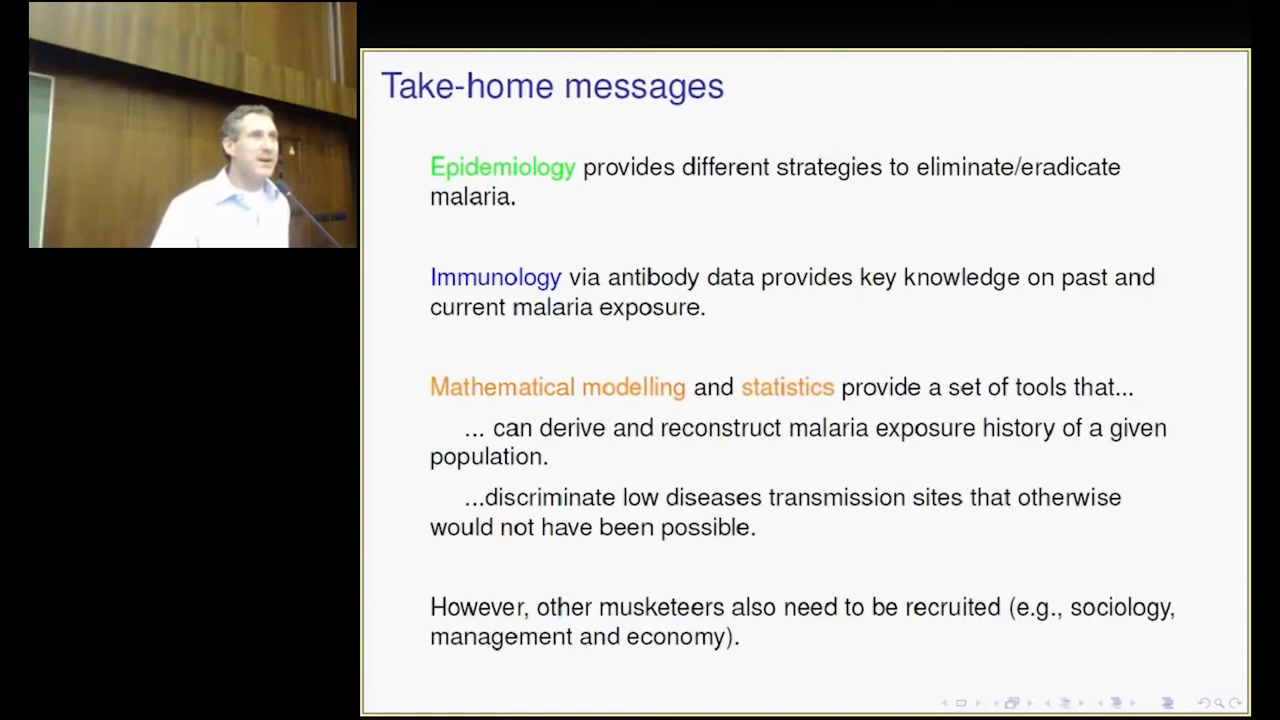 Take-home messages
Epidemiology provides different strategies to eliminate/eradicate
malaria.
Immunology via antibody data provides key knowledge on past and
current malaria exposure.
Mathematical modelling and statistics provide a set of tools that...
... can derive and reconstruct malaria exposure history of a given
population.
...discriminate low diseases transmission sites that otherwise
would not have been possible.
However, other musketeers also need to be recruited (e.g., sociology,
management and economy).